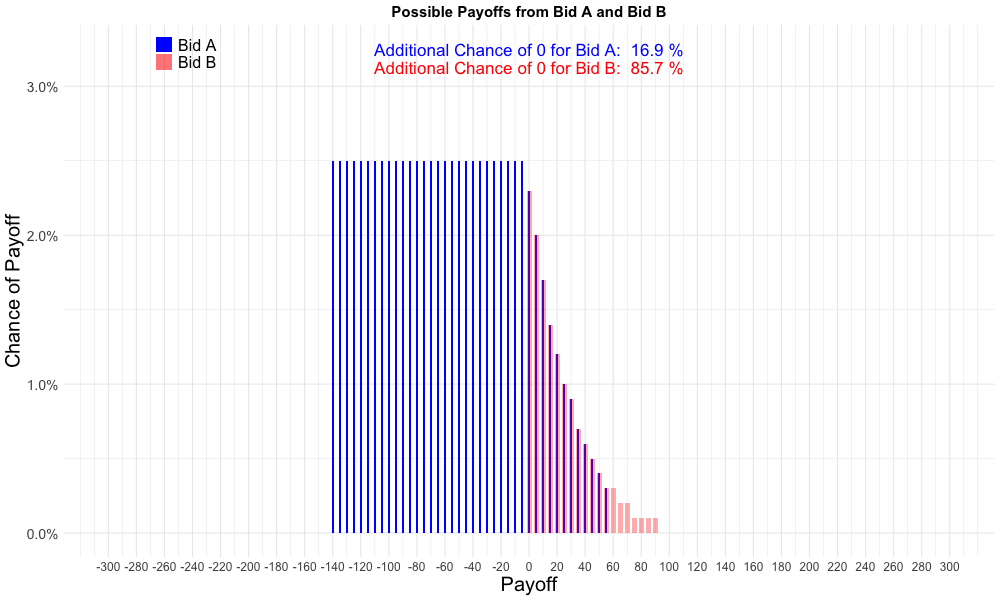 Possible Payoffs from Bid A and Bid B
Bid A
Bid B
Additional Chance of 0 for Bid A:  16.9 %
Additional Chance of 0 for Bid B:  85.7 %
Chance of Payoff
3.0%
2.0%
1.0%
0.0%
-300 -280 -260 -240 -220 -200 -180 -160 -140 -120 -100 -80 -60 -40 -20 0 20 40 60 80 100 120 140 160 180 200 220 240 260 280 300
Payoff